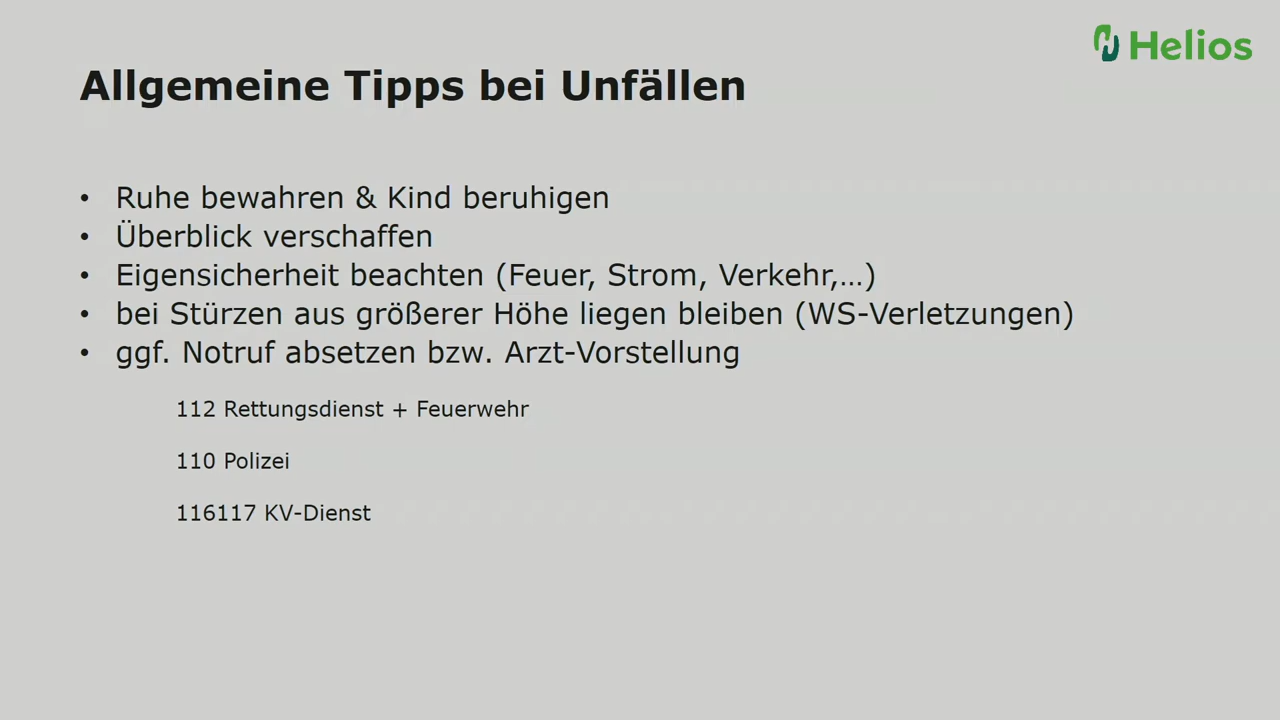 Helios
Allgemeine Tipps bei Unfällen
• Ruhe bewahren & Kind beruhigen
• Überblick verschaffen
• Eigensicherheit beachten (Feuer, Strom, Verkehr,…)
• bei Stürzen aus größerer Höhe liegen bleiben (WS-Verletzungen)
• ggf. Notruf absetzen bzw. Arzt-Vorstellung
112 Rettungsdienst + Feuerwehr
110 Polizei
116117 KV-Dienst